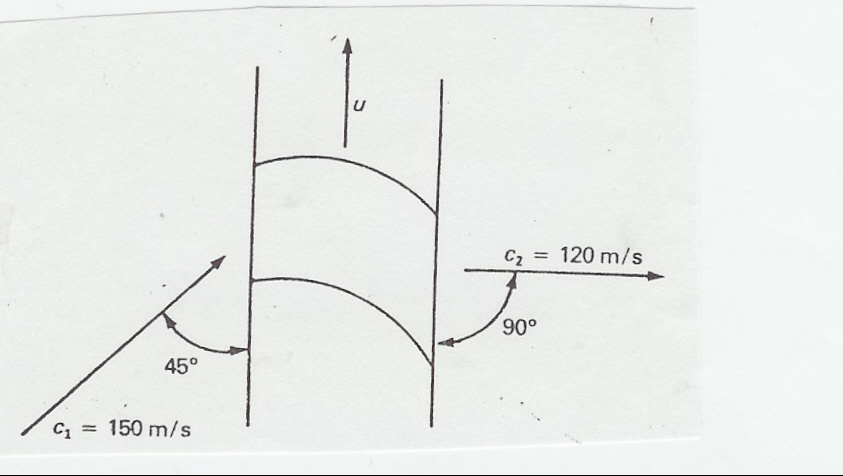 u
c₂ = 120 m/s
90°
45°
c₁ = 150 m/s